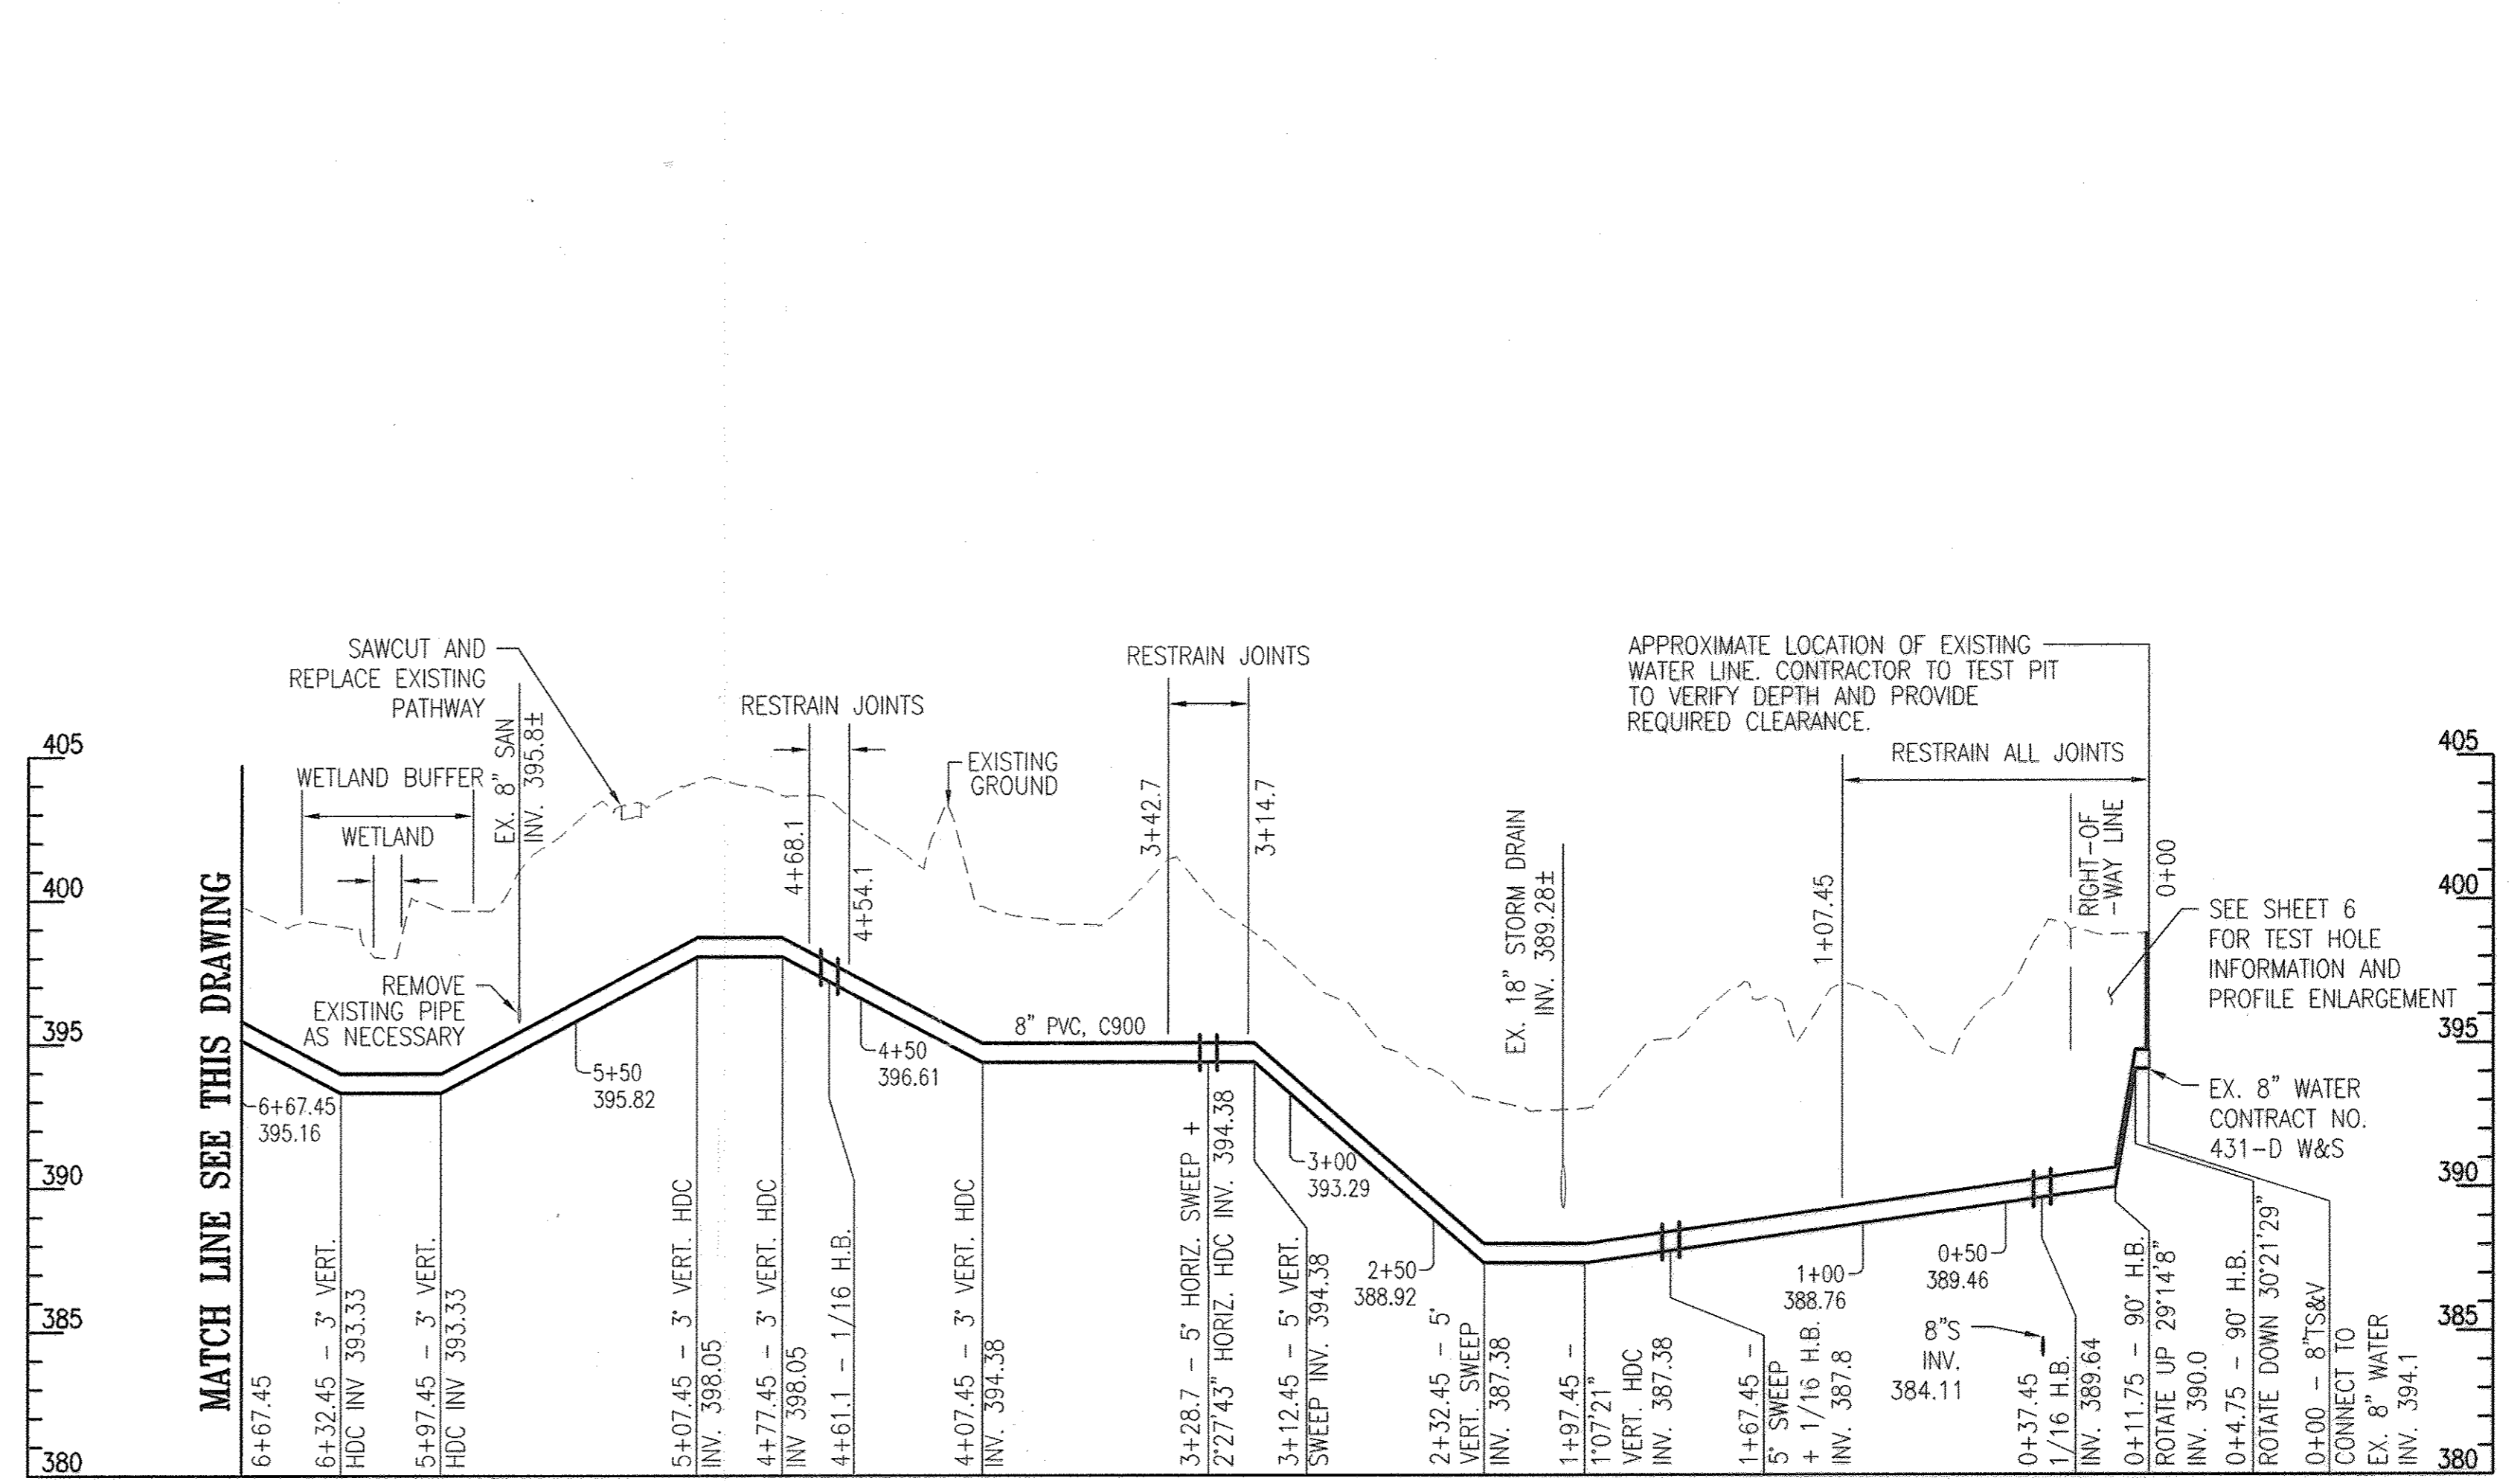 SAWCUT AND
REPLACE EXISTING
PATHWAY
EX. 8" SAN
INV. 395.8±
WETLAND BUFFER
WETLAND
REMOVE
EXISTING PIPE
AS NECESSARY
RESTRAIN JOINTS
4+68.1
4+54.1
EXISTING
GROUND
RESTRAIN JOINTS
3+42.7
3+14.7
8" PVC, C900
EX. 18" STORM DRAIN
INV. 389.28±
APPROXIMATE LOCATION OF EXISTING
WATER LINE. CONTRACTOR TO TEST PIT
TO VERIFY DEPTH AND PROVIDE
REQUIRED CLEARANCE.
RESTRAIN ALL JOINTS
1+07.45
RIGHT-OF
-WAY LINE
0+00
SEE SHEET 6
FOR TEST HOLE
INFORMATION AND
PROFILE ENLARGEMENT
EX. 8" WATER
CONTRACT NO.
431-D W&S
405
400
395
390
385
380
405
400
395
390
385
380
MATCH LINE SEE THIS DRAWING
6+67.45
395.16
5+50
395.82
4+50
396.61
3+00
393.29
2+50
388.92
1+00
388.76
0+50
389.46
8"S
INV.
384.11
6+67.45
6+32.45 - 3° VERT.
HDC INV 393.33
5+97.45 - 3° VERT.
HDC INV 393.33
5+07.45 - 3° VERT. HDC
INV. 398.05
4+77.45 - 3° VERT. HDC
INV 398.05
4+61.1 - 1/16 H.B.
4+07.45 - 3° VERT. HDC
INV. 394.38
3+28.7 - 5° HORIZ. SWEEP +
2°27'43" HORIZ. HDC INV. 394.38
3+12.45 - 5° VERT.
SWEEP INV. 394.38
2+32.45 - 5°
VERT. SWEEP
INV. 387.38
1+97.45 -
1°07'21"
VERT. HDC
INV. 387.38
1+67.45 -
5° SWEEP
+ 1/16 H.B.
INV. 387.8
0+37.45
1/16 H.B.
INV. 389.64
0+11.75 - 90° H.B.
ROTATE UP 29°14'8"
INV. 390.0
0+4.75 - 90° H.B.
ROTATE DOWN 30°21'29"
0+00 - 8"TS&V
CONNECT TO
EX. 8" WATER
INV. 394.1